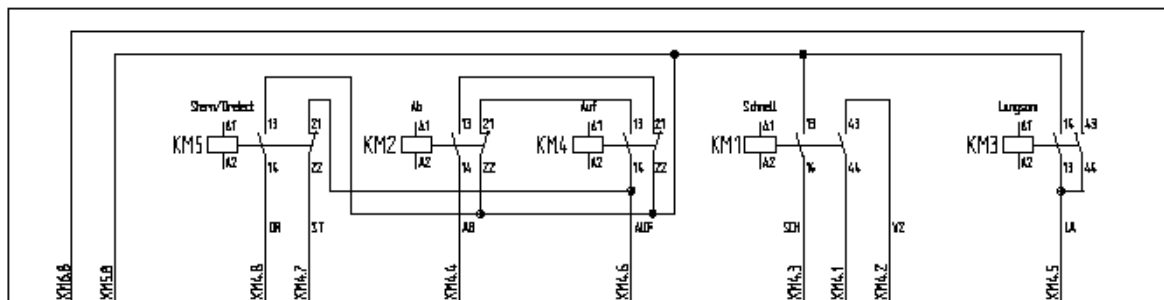 Stern/Dreieck
Ab
Auf
Schnell
Langsam
A1 13 21
A1 13 21
A1 13 21
A1 13 43
A1 14 43
KM5
KM2
KM4
KM1
KM3
A2 14 22
A2 14 22
A2 14 22
A2 14 44
A2 13 44
DR
ST
AB
AUF
SCH
VZ
LA
XM6.8
XM5.8
XM4.8
XM4.7
XM4.4
XM4.6
XM4.3
XM4.1
XM4.2
XM4.5